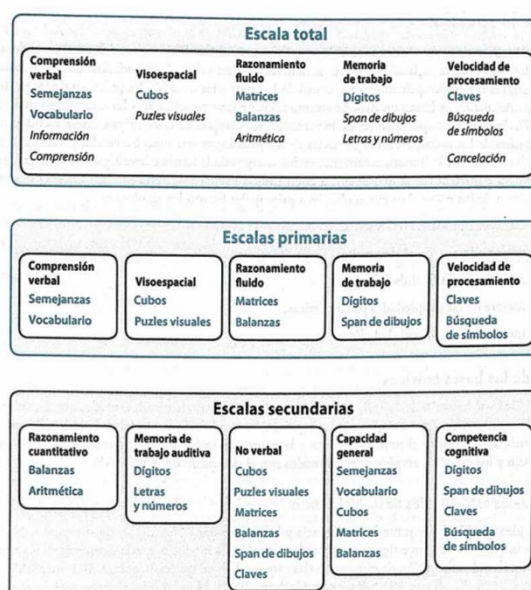 Escala total
Comprensión
verbal
Semejanzas
Vocabulario
Información
Comprensión
Visoespacial
Cubos
Puzles visuales
Razonamiento
fluido
Matrices
Balanzas
Aritmética
Memoria
de trabajo
Dígitos
Span de dibujos
Letras y números
Velocidad de
procesamiento
Claves
Búsqueda
de símbolos
Cancelación
Escalas primarias
Comprensión
verbal
Semejanzas
Vocabulario
Visoespacial
Cubos
Puzles visuales
Razonamiento
fluido
Matrices
Balanzas
Memoria
de trabajo
Dígitos
Span de dibujos
Velocidad de
procesamiento
Claves
Búsqueda
de símbolos
Escalas secundarias
Razonamiento
cuantitativo
Balanzas
Aritmética
Memoria de
trabajo auditiva
Dígitos
Letras
y números
No verbal
Cubos
Puzles visuales
Matrices
Balanzas
Span de dibujos
Claves
Capacidad
general
Semejanzas
Vocabulario
Cubos
Matrices
Balanzas
Competencia
cognitiva
Dígitos
Span de dibujos
Claves
Búsqueda
de símbolos